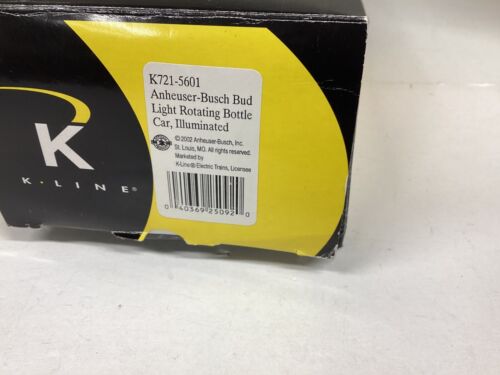 K721-5601
Anheuser-Busch Bud
Light Rotating Bottle
Car, Illuminated
© 2002 Anheuser-Busch, Inc.
St. Louis, MO. All rights reserved.
Marketed by
K-Line® Electric Trains, Licensee
0 40369 25092 0
K
K·LINE®